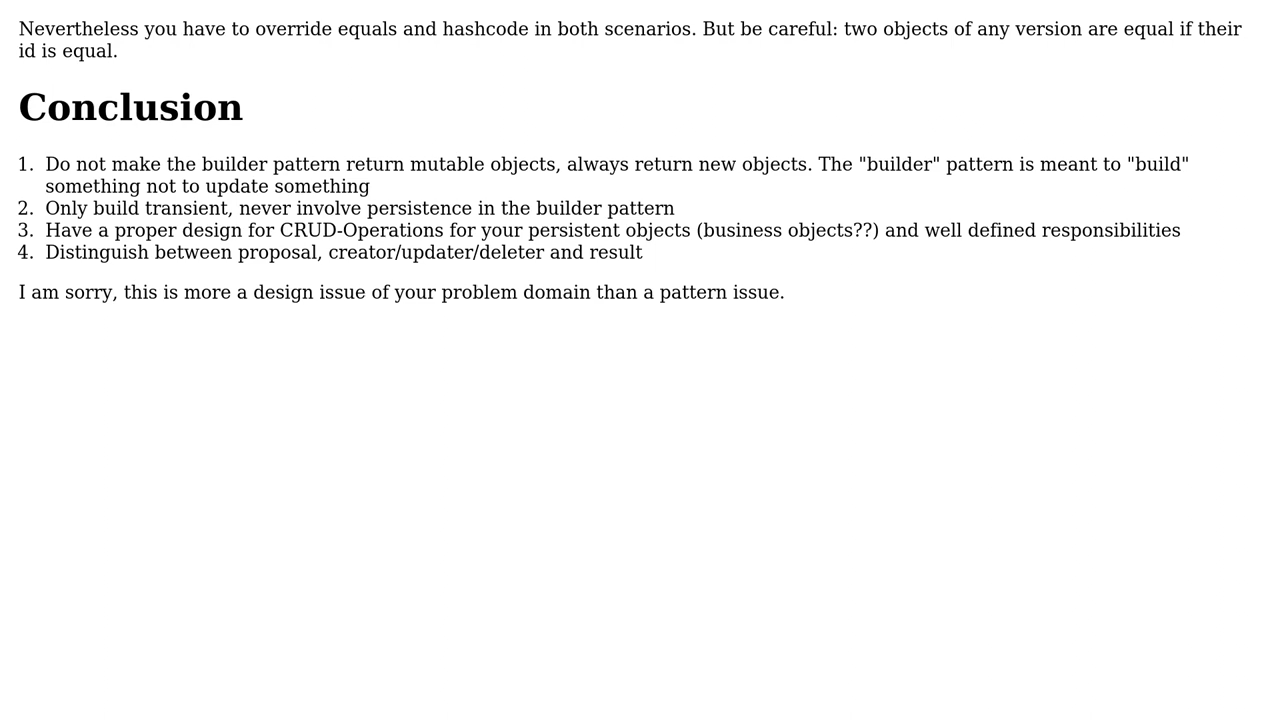 Nevertheless you have to override equals and hashcode in both scenarios. But be careful: two objects of any version are equal if their
id is equal.
Conclusion
1. Do not make the builder pattern return mutable objects, always return new objects. The "builder" pattern is meant to "build"
something not to update something
2. Only build transient, never involve persistence in the builder pattern
3. Have a proper design for CRUD-Operations for your persistent objects (business objects??) and well defined responsibilities
4. Distinguish between proposal, creator/updater/deleter and result
I am sorry, this is more a design issue of your problem domain than a pattern issue.